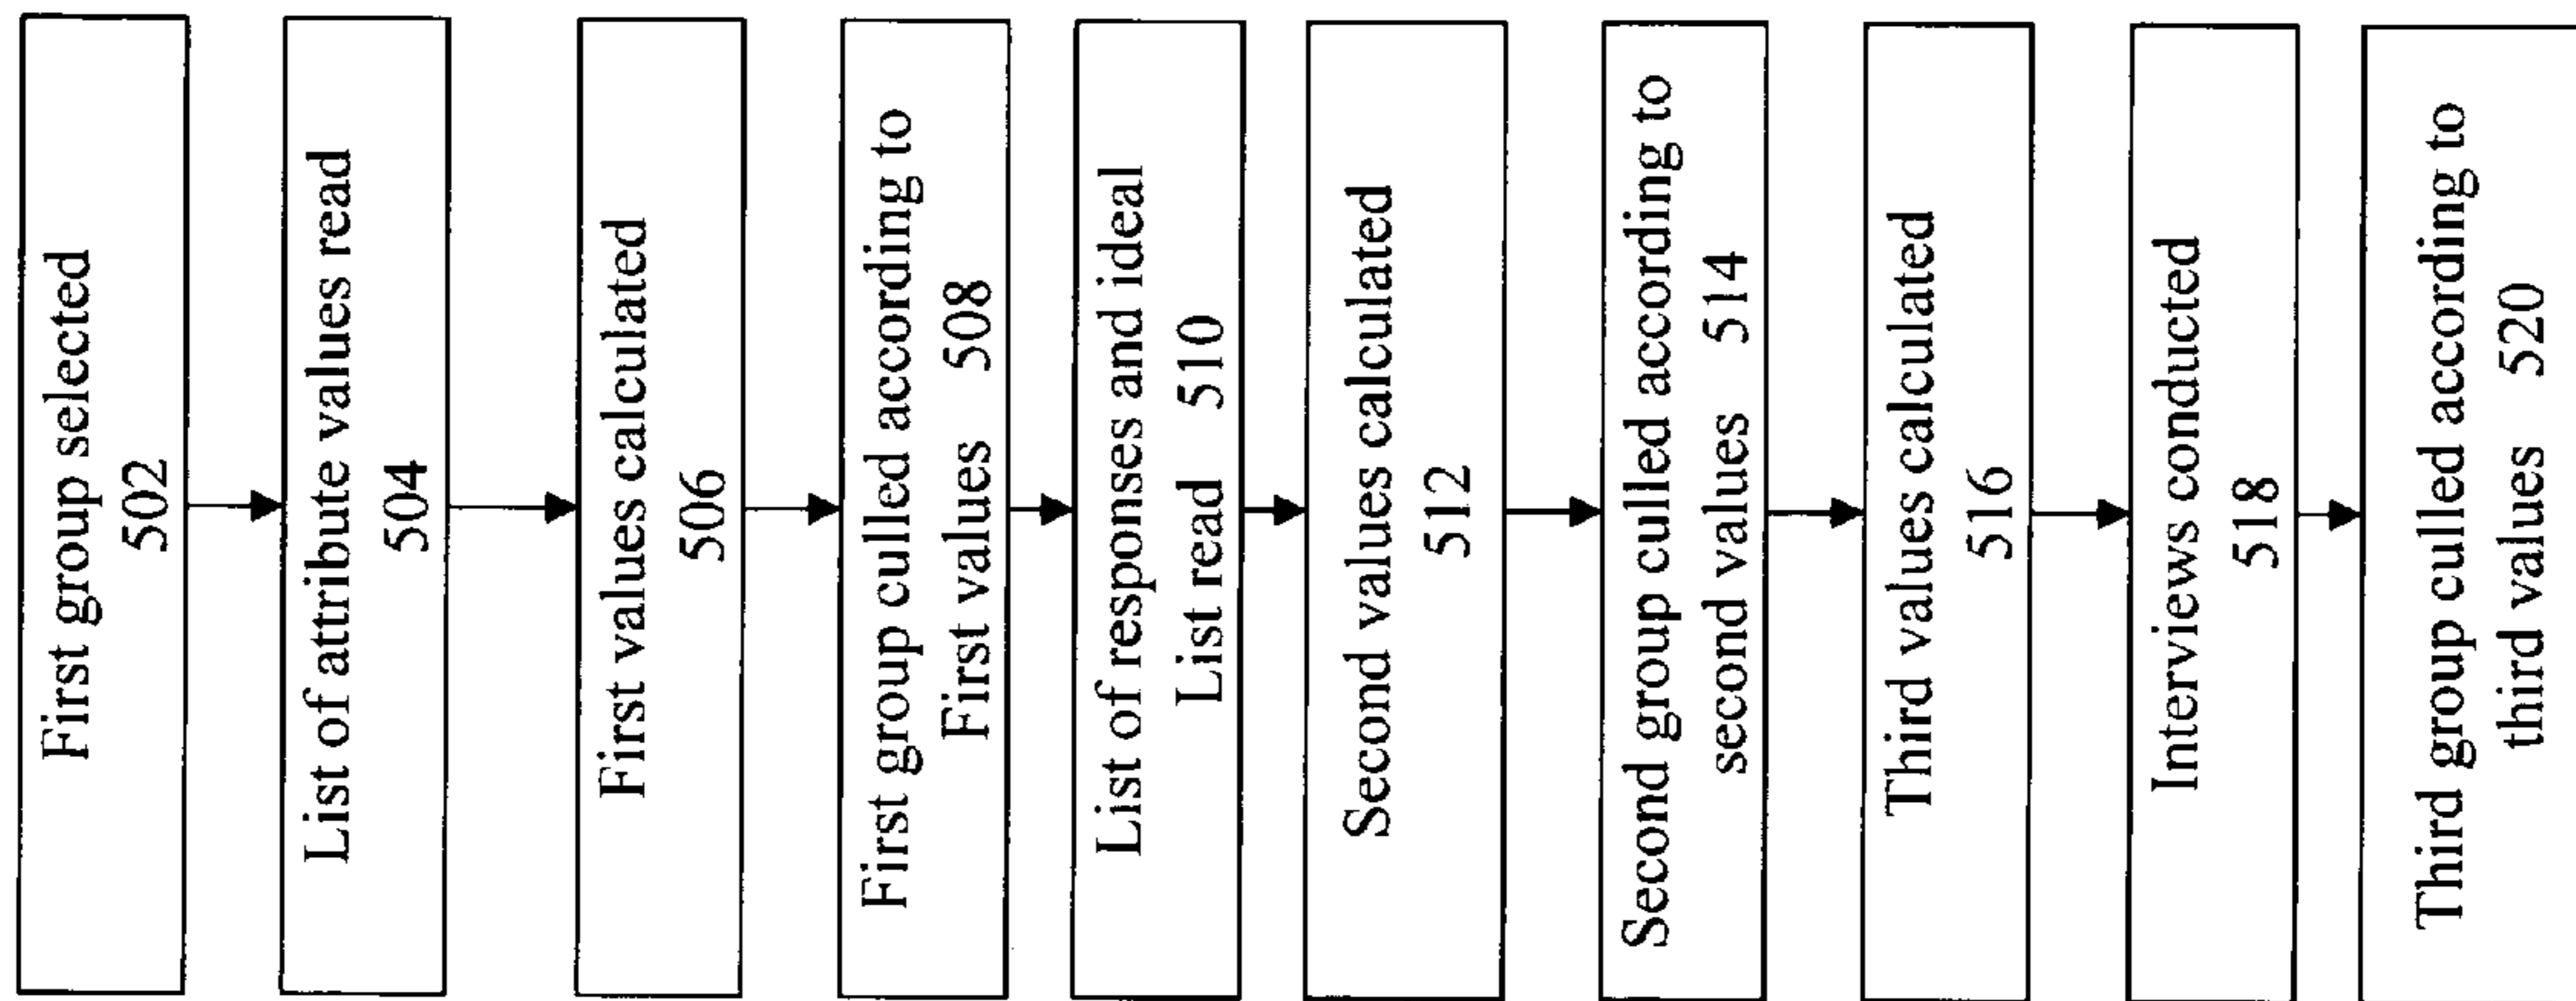 First group selected
502
List of attribute values read
504
First values calculated
506
First group culled according to
First values 508
List of responses and ideal
List read 510
Second values calculated
512
Second group culled according to
second values 514
Third values calculated
516
Interviews conducted
518
Third group culled according to
third values 520